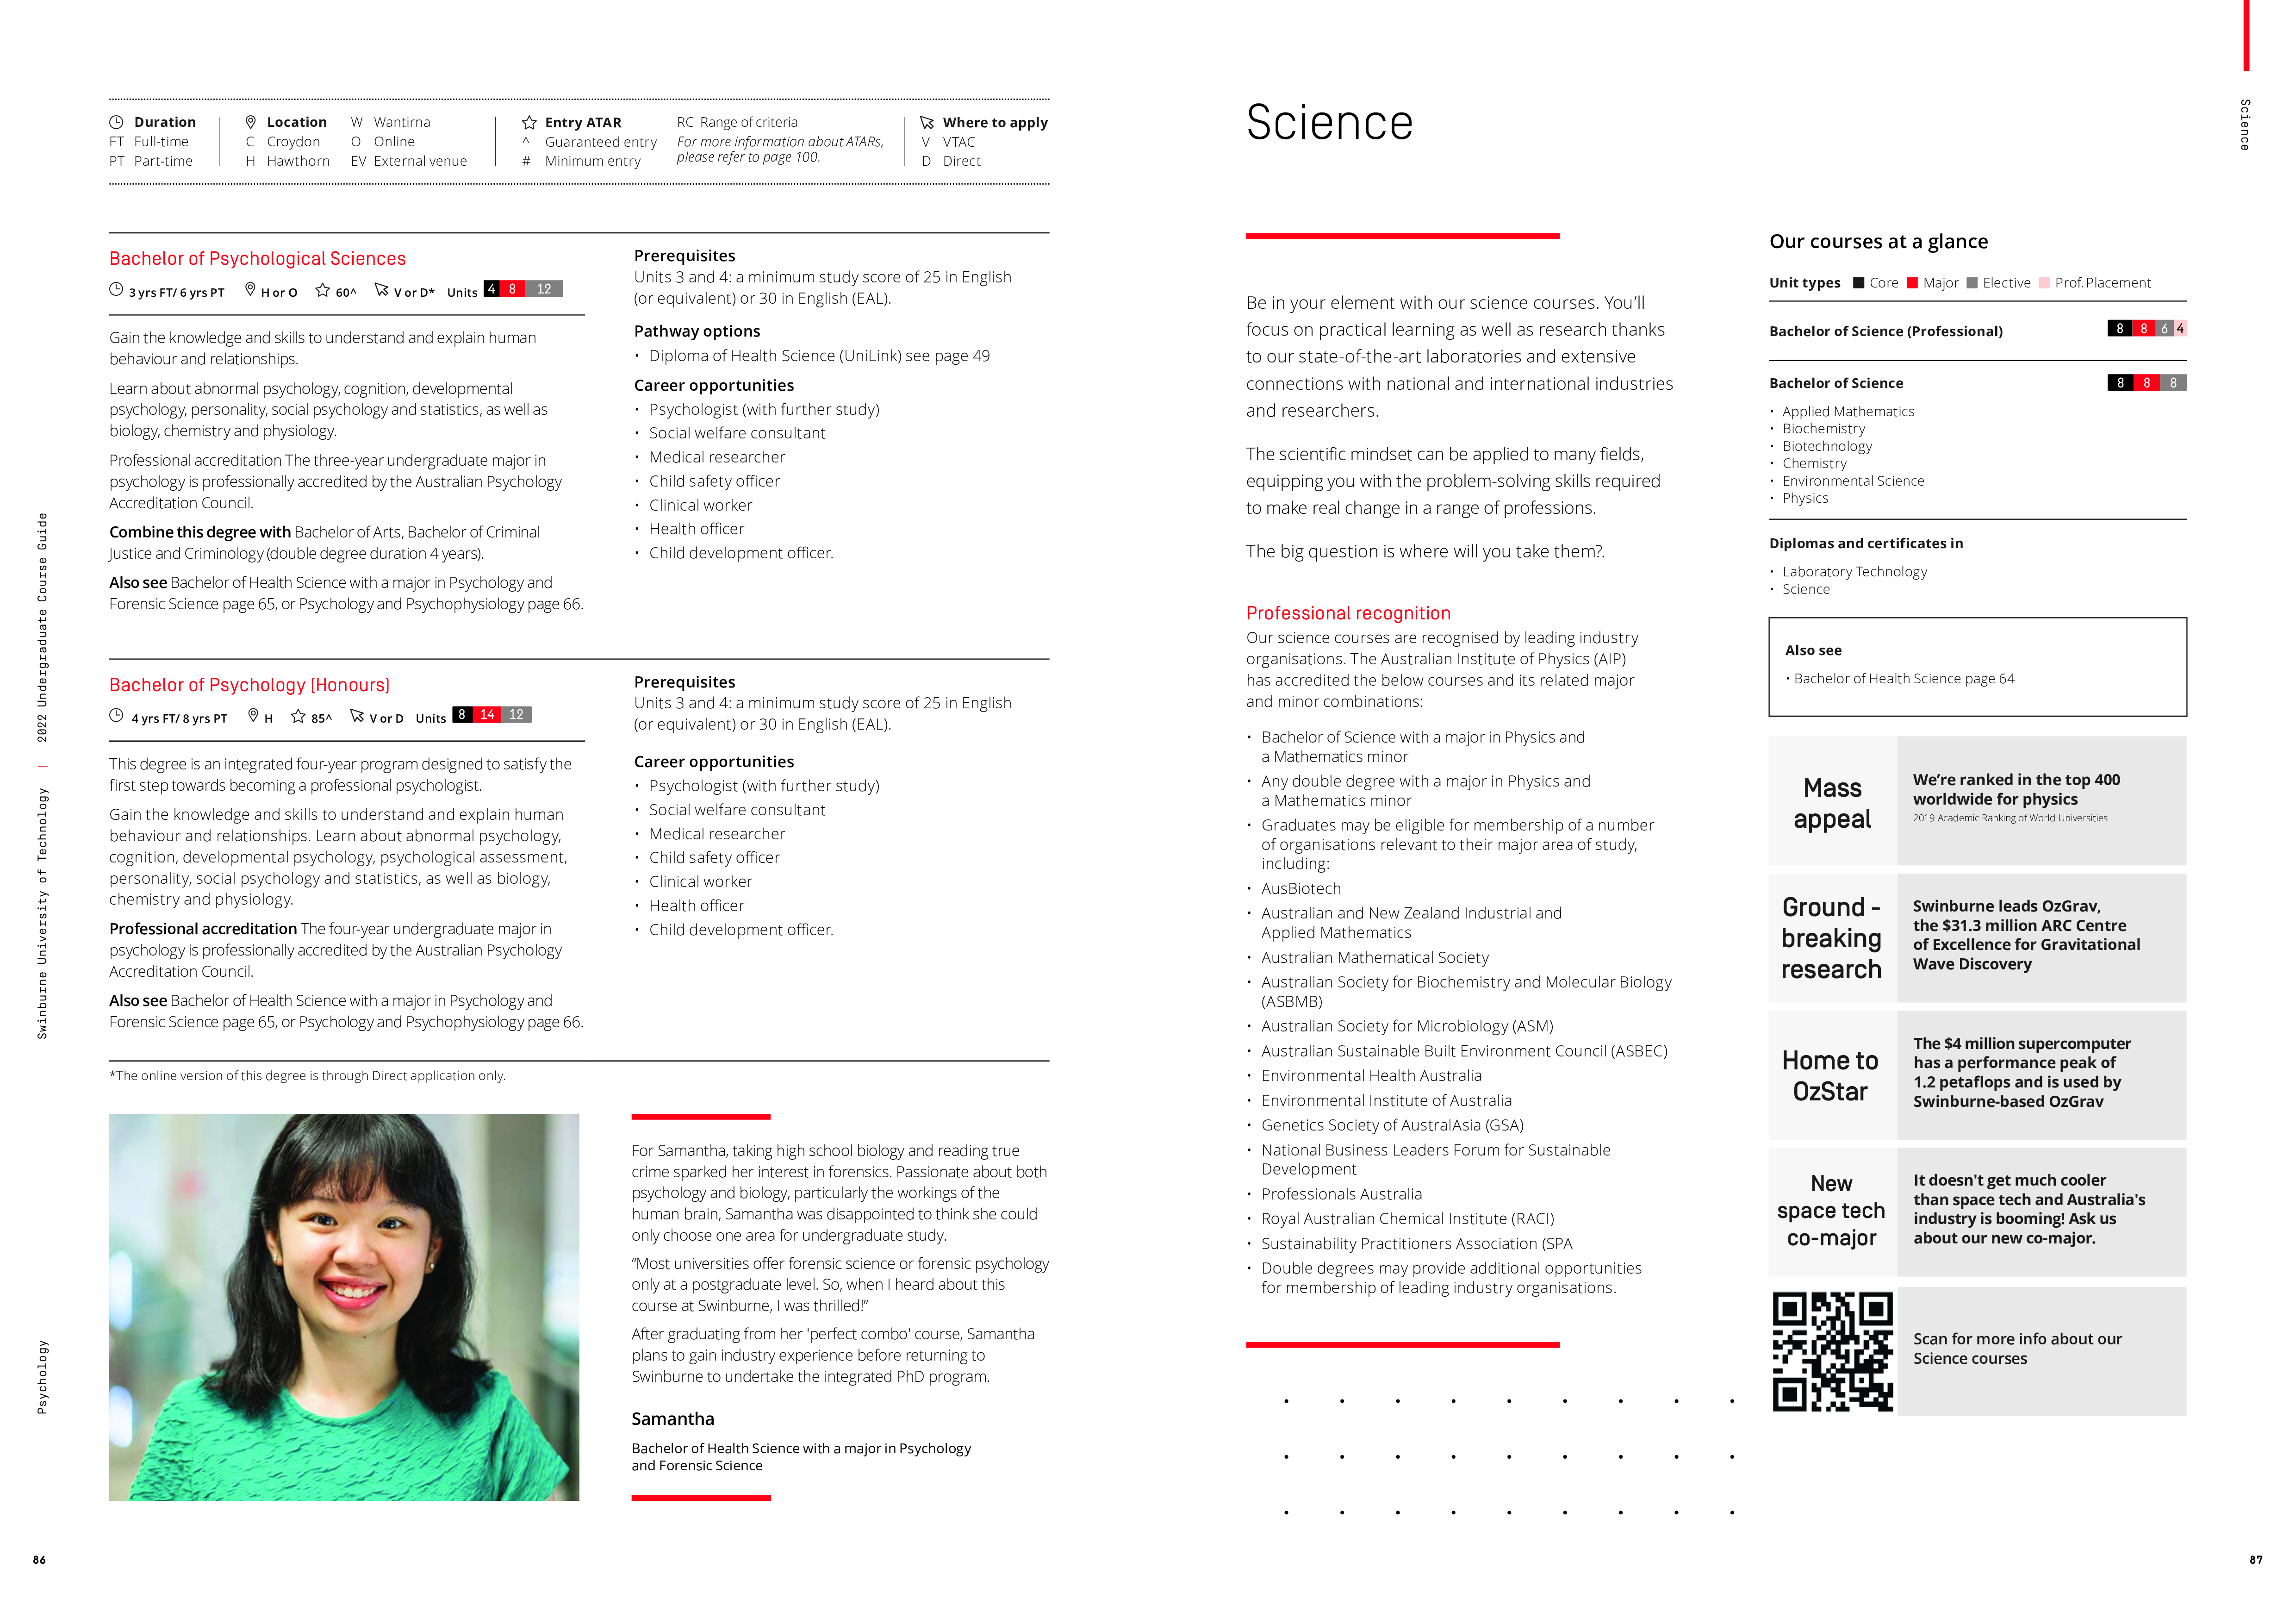 Duration
FT Full-time
PT Part-time
Location
C Croydon
H Hawthorn
W Wantirna
O Online
EV External venue
Entry ATAR
^ Guaranteed entry
# Minimum entry
RC Range of criteria
For more information about ATARs,
please refer to page 100.
Where to apply
V VTAC
D Direct
Bachelor of Psychological Sciences
3 yrs FT/ 6 yrs PT H or O 60^ V or D* Units 4 8 12
Gain the knowledge and skills to understand and explain human
behaviour and relationships.
Learn about abnormal psychology, cognition, developmental
psychology, personality, social psychology and statistics, as well as
biology, chemistry and physiology.
Professional accreditation The three-year undergraduate major in
psychology is professionally accredited by the Australian Psychology
Accreditation Council.
Combine this degree with Bachelor of Arts, Bachelor of Criminal
Justice and Criminology (double degree duration 4 years).
Also see Bachelor of Health Science with a major in Psychology and
Forensic Science page 65, or Psychology and Psychophysiology page 66.
Prerequisites
Units 3 and 4: a minimum study score of 25 in English
(or equivalent) or 30 in English (EAL).
Pathway options
• Diploma of Health Science (UniLink) see page 49
Career opportunities
• Psychologist (with further study)
• Social welfare consultant
• Medical researcher
• Child safety officer
• Clinical worker
• Health officer
• Child development officer.
Bachelor of Psychology (Honours)
4 yrs FT/ 8 yrs PT H 85^ V or D Units 8 14 12
This degree is an integrated four-year program designed to satisfy the
first step towards becoming a professional psychologist.
Gain the knowledge and skills to understand and explain human
behaviour and relationships. Learn about abnormal psychology,
cognition, developmental psychology, psychological assessment,
personality, social psychology and statistics, as well as biology,
chemistry and physiology.
Professional accreditation The four-year undergraduate major in
psychology is professionally accredited by the Australian Psychology
Accreditation Council.
Also see Bachelor of Health Science with a major in Psychology and
Forensic Science page 65, or Psychology and Psychophysiology page 66.
Prerequisites
Units 3 and 4: a minimum study score of 25 in English
(or equivalent) or 30 in English (EAL).
Career opportunities
• Psychologist (with further study)
• Social welfare consultant
• Medical researcher
• Child safety officer
• Clinical worker
• Health officer
• Child development officer.
*The online version of this degree is through Direct application only.
For Samantha, taking high school biology and reading true
crime sparked her interest in forensics. Passionate about both
psychology and biology, particularly the workings of the
human brain, Samantha was disappointed to think she could
only choose one area for undergraduate study.
“Most universities offer forensic science or forensic psychology
only at a postgraduate level. So, when I heard about this
course at Swinburne, I was thrilled!”
After graduating from her 'perfect combo' course, Samantha
plans to gain industry experience before returning to
Swinburne to undertake the integrated PhD program.
Samantha
Bachelor of Health Science with a major in Psychology
and Forensic Science
Swinburne University of Technology | 2022 Undergraduate Course Guide
Psychology
86
Science
Science
Be in your element with our science courses. You’ll
focus on practical learning as well as research thanks
to our state-of-the-art laboratories and extensive
connections with national and international industries
and researchers.
The scientific mindset can be applied to many fields,
equipping you with the problem-solving skills required
to make real change in a range of professions.
The big question is where will you take them?.
Professional recognition
Our science courses are recognised by leading industry
organisations. The Australian Institute of Physics (AIP)
has accredited the below courses and its related major
and minor combinations:
• Bachelor of Science with a major in Physics and
a Mathematics minor
• Any double degree with a major in Physics and
a Mathematics minor
• Graduates may be eligible for membership of a number
of organisations relevant to their major area of study,
including:
• AusBiotech
• Australian and New Zealand Industrial and
Applied Mathematics
• Australian Mathematical Society
• Australian Society for Biochemistry and Molecular Biology
(ASBMB)
• Australian Society for Microbiology (ASM)
• Australian Sustainable Built Environment Council (ASBEC)
• Environmental Health Australia
• Environmental Institute of Australia
• Genetics Society of AustralAsia (GSA)
• National Business Leaders Forum for Sustainable
Development
• Professionals Australia
• Royal Australian Chemical Institute (RACI)
• Sustainability Practitioners Association (SPA
• Double degrees may provide additional opportunities
for membership of leading industry organisations.
Our courses at a glance
Unit types Core Major Elective Prof. Placement
Bachelor of Science (Professional) 8 8 6 4
Bachelor of Science 8 8 8
• Applied Mathematics
• Biochemistry
• Biotechnology
• Chemistry
• Environmental Science
• Physics
Diplomas and certificates in
• Laboratory Technology
• Science
Also see
• Bachelor of Health Science page 64
Mass
appeal
We’re ranked in the top 400
worldwide for physics
2019 Academic Ranking of World Universities
Ground -
breaking
research
Swinburne leads OzGrav,
the $31.3 million ARC Centre
of Excellence for Gravitational
Wave Discovery
Home to
OzStar
The $4 million supercomputer
has a performance peak of
1.2 petaflops and is used by
Swinburne-based OzGrav
New
space tech
co-major
It doesn't get much cooler
than space tech and Australia's
industry is booming! Ask us
about our new co-major.
Scan for more info about our
Science courses
87